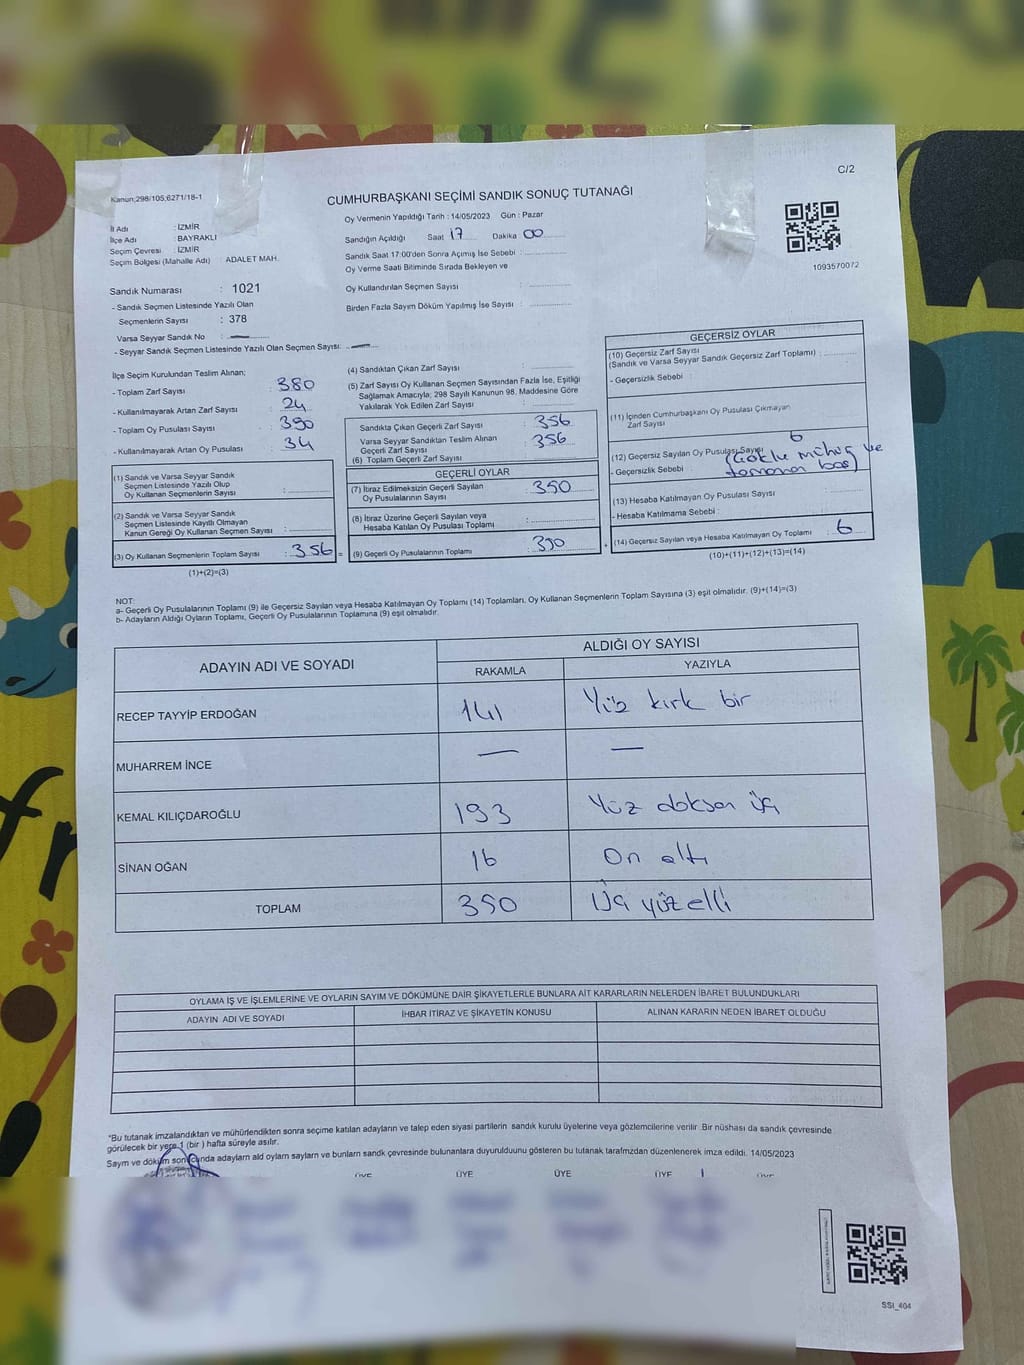 C/2
Kanun;298/105;6271/18-1
CUMHURBAŞKANI SEÇİMİ SANDIK SONUÇ TUTANAĞI
Oy Vermenin Yapıldığı Tarih : 14/05/2023 Gün : Pazar
İl Adı : İZMİR
İlçe Adı : BAYRAKLI
Seçim Çevresi : İZMİR
Seçim Bölgesi (Mahalle Adı) : ADALET MAH.
Sandığın Açıldığı Saat 17 Dakika 00
Sandık Saat 17:00'den Sonra Açımış İse Sebebi :
Oy Verme Saati Bitiminde Sırada Bekleyen ve
Oy Kullandırılan Seçmen Sayısı :
Birden Fazla Sayım Döküm Yapılmış İse Sayısı :
1093570072
Sandık Numarası : 1021
- Sandık Seçmen Listesinde Yazılı Olan
Seçmenlerin Sayısı : 378
Varsa Seyyar Sandık No : —
- Seyyar Sandık Seçmen Listesinde Yazılı Olan Seçmen Sayısı: —
İlçe Seçim Kurulundan Teslim Alınan;
- Toplam Zarf Sayısı : 380
- Kullanılmayarak Artan Zarf Sayısı : 24
- Toplam Oy Pusulası Sayısı : 390
- Kullanılmayarak Artan Oy Pusulası : 34
(1) Sandık ve Varsa Seyyar Sandık
Seçmen Listesinde Yazılı Olup
Oy Kullanan Seçmenlerin Sayısı :
(2) Sandık ve Varsa Seyyar Sandık
Seçmen Listesinde Kayıtlı Olmayan
Kanun Gereği Oy Kullanan Seçmen Sayısı :
(3) Oy Kullanan Seçmenlerin Toplam Sayısı : 356 =
(1)+(2)=(3)
(4) Sandıktan Çıkan Zarf Sayısı :
(5) Zarf Sayısı Oy Kullanan Seçmen Sayısından Fazla İse, Eşitliği
Sağlamak Amacıyla; 298 Sayılı Kanunun 98. Maddesine Göre
Yakılarak Yok Edilen Zarf Sayısı :
Sandıkta Çıkan Geçerli Zarf Sayısı : 356
Varsa Seyyar Sandıktan Teslim Alınan
Geçerli Zarf Sayısı : 356
(6) Toplam Geçerli Zarf Sayısı :
GEÇERLİ OYLAR
(7) İtiraz Edilmeksizin Geçerli Sayılan
Oy Pusulalarının Sayısı : 350
(8) İtiraz Üzerine Geçerli Sayılan veya
Hesaba Katılan Oy Pusulası Toplamı :
(9) Geçerli Oy Pusulalarının Toplamı : 350 +
GEÇERSİZ OYLAR
(10) Geçersiz Zarf Sayısı
(Sandık ve Varsa Seyyar Sandık Geçersiz Zarf Toplamı) :
- Geçersizlik Sebebi :
(11) İçinden Cumhurbaşkanı Oy Pusulası Çıkmayan
Zarf Sayısı :
(12) Geçersiz Sayılan Oy Pusulası Sayısı : 6
- Geçersizlik Sebebi : mühür ve
(13) Hesaba Katılmayan Oy Pusulası Sayısı :
- Hesaba Katılmama Sebebi :
(14) Geçersiz Sayılan veya Hesaba Katılmayan Oy Toplamı : 6
(10)+(11)+(12)+(13)=(14)
NOT:
a- Geçerli Oy Pusulalarının Toplamı (9) ile Geçersiz Sayılan veya Hesaba Katılmayan Oy Toplamı (14) Toplamları, Oy Kullanan Seçmenlerin Toplam Sayısına (3) eşit olmalıdır. (9)+(14)=(3)
b- Adayların Aldığı Oyların Toplamı, Geçerli Oy Pusulalarının Toplamına (9) eşit olmalıdır.
ADAYIN ADI VE SOYADI ALDIĞI OY SAYISI
RAKAMLA YAZIYLA
RECEP TAYYİP ERDOĞAN 141 Yüz kırk bir
MUHARREM İNCE — —
KEMAL KILIÇDAROĞLU 193 Yüz doksan üç
SİNAN OĞAN 16 On altı
TOPLAM 350 Üç yüz elli
OYLAMA İŞ VE İŞLEMLERİNE VE OYLARIN SAYIM VE DÖKÜMÜNE DAİR ŞİKAYETLERLE BUNLARA AİT KARARLARIN NELERDEN İBARET BULUNDUKLARI
ADAYIN ADI VE SOYADI İHBAR İTİRAZ VE ŞİKAYETİN KONUSU ALINAN KARARIN NEDEN İBARET OLDUĞU
*Bu tutanak imzalandıktan ve mühürlendikten sonra seçime katılan adayların ve talep eden siyasi partilerin sandık kurulu üyelerine veya gözlemcilerine verilir .Bir nüshası da sandık çevresinde
görülecek bir yere 1 (bir ) hafta süreyle asılır.
Sayım ve döküm sonucunda adayların ald oyların sayların ve bunların sandk çevresinde bulunanlara duyurulduunu gösteren bu tutanak tarafmzdan düzenlenerek imza edildi. 14/05/2023
ÜYE ÜYE ÜYE ÜYE ÜYE
SSI_404